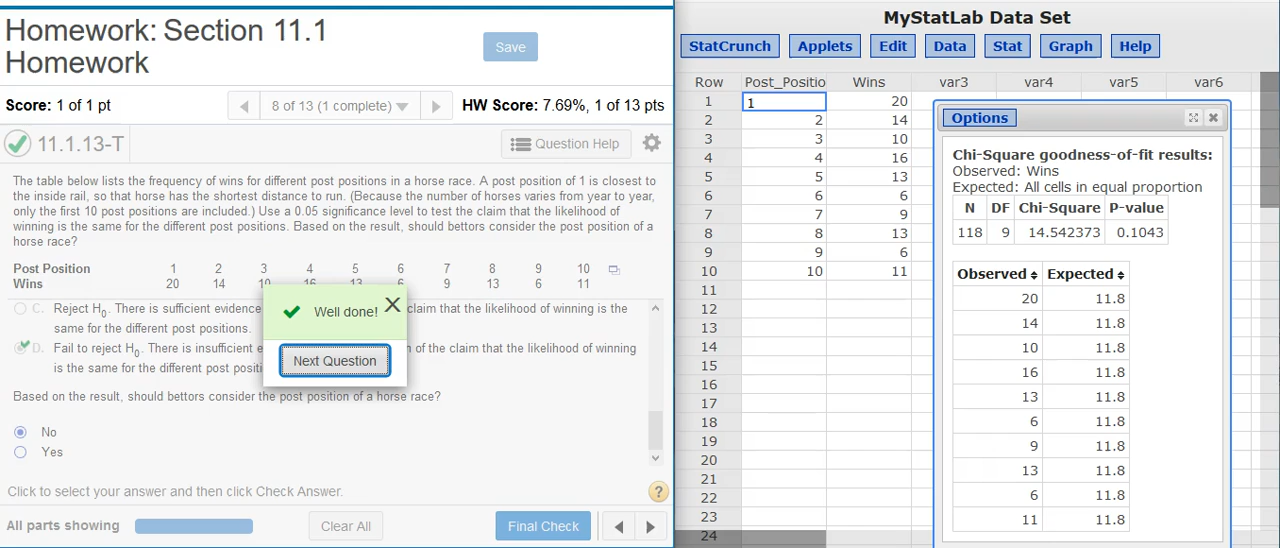 Homework: Section 11.1
Homework
Save
Score: 1 of 1 pt
8 of 13 (1 complete)
HW Score: 7.69%, 1 of 13 pts
11.1.13-T
Question Help
The table below lists the frequency of wins for different post positions in a horse race. A post position of 1 is closest to
the inside rail, so that horse has the shortest distance to run. (Because the number of horses varies from year to year,
only the first 10 post positions are included.) Use a 0.05 significance level to test the claim that the likelihood of
winning is the same for the different post positions. Based on the result, should bettors consider the post position of a
horse race?
Post Position 1 2 3 4 5 6 7 8 9 10
Wins 20 14 10 16 13 6 9 13 6 11
C. Reject H0. There is sufficient evidence claim that the likelihood of winning is the
same for the different post positions.
D. Fail to reject H0. There is insufficient e n of the claim that the likelihood of winning
is the same for the different post positi
Well done!
Next Question
Based on the result, should bettors consider the post position of a horse race?
No
Yes
Click to select your answer and then click Check Answer.
?
All parts showing
Clear All
Final Check
MyStatLab Data Set
StatCrunch Applets Edit Data Stat Graph Help
Row Post_Positio Wins var3 var4 var5 var6
1 1 20
2 2 14
3 3 10
4 4 16
5 5 13
6 6 6
7 7 9
8 8 13
9 9 6
10 10 11
11
12
13
14
15
16
17
18
19
20
21
22
23
24
Options
Chi-Square goodness-of-fit results:
Observed: Wins
Expected: All cells in equal proportion
N DF Chi-Square P-value
118 9 14.542373 0.1043
Observed Expected
20 11.8
14 11.8
10 11.8
16 11.8
13 11.8
6 11.8
9 11.8
13 11.8
6 11.8
11 11.8